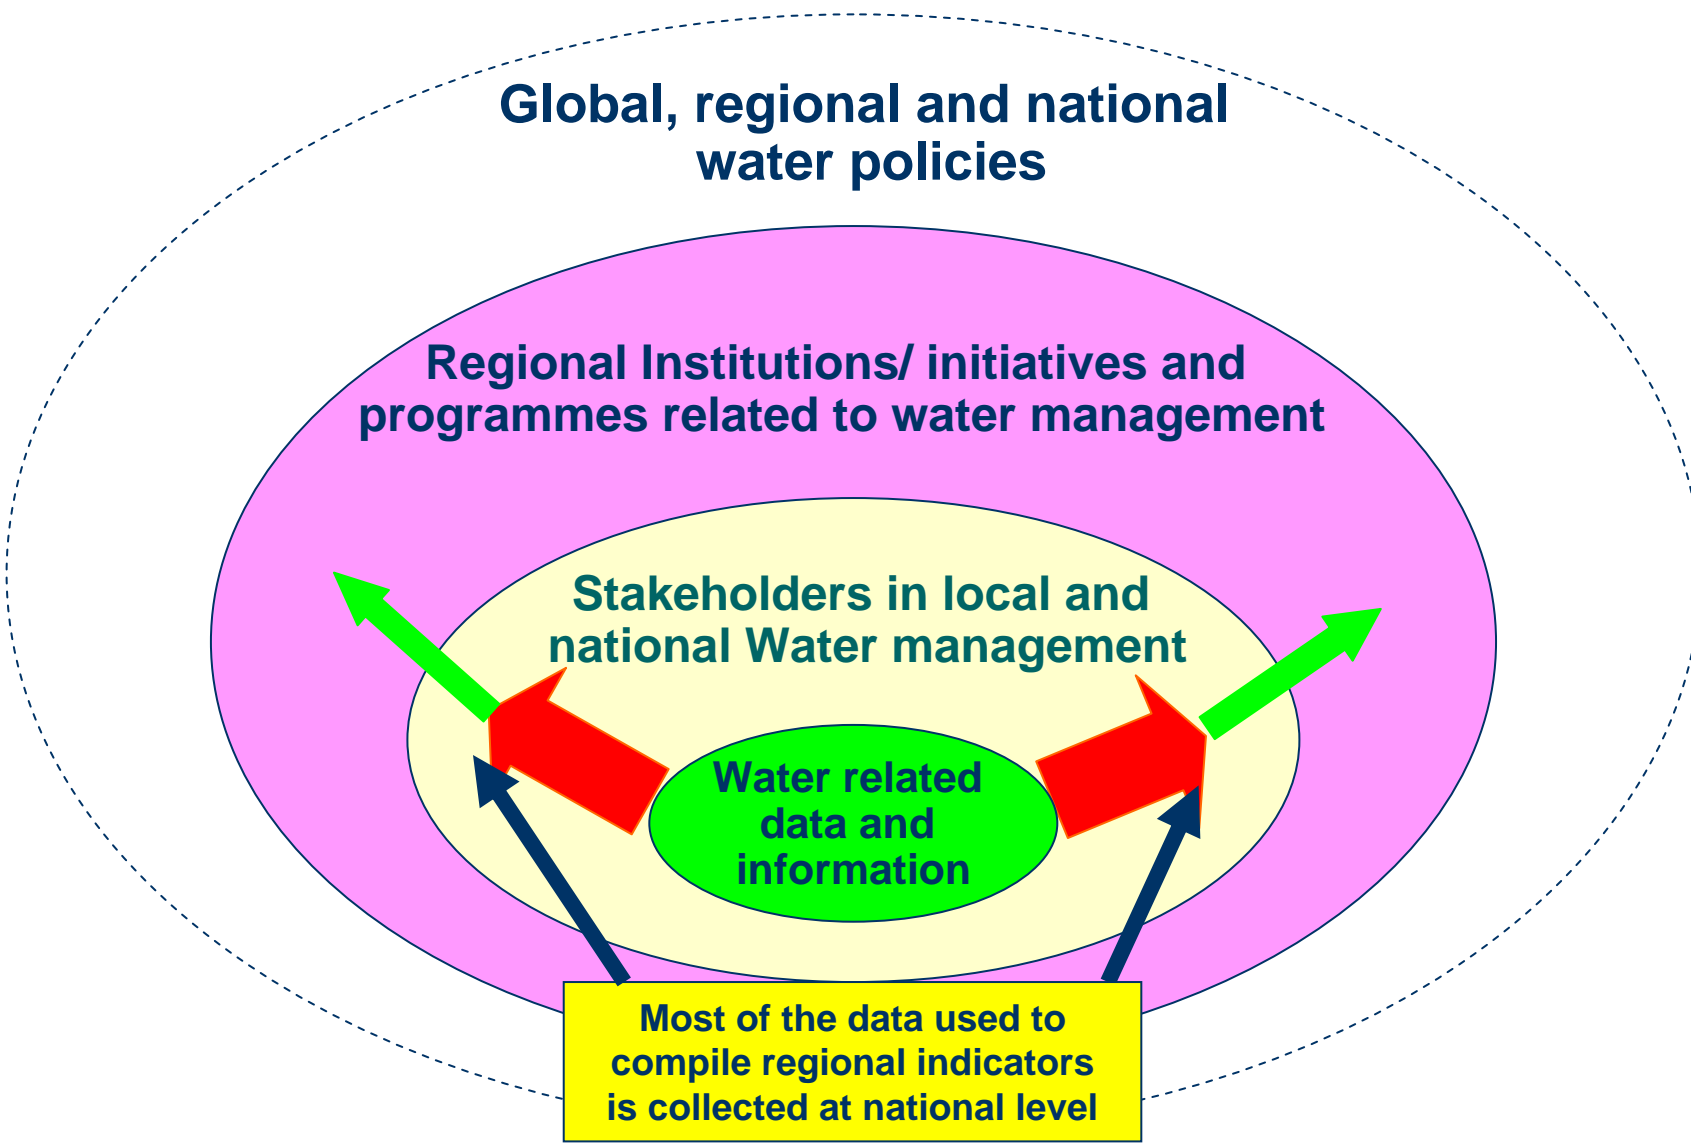 Global, regional and national
water policies
Regional Institutions/ initiatives and
programmes related to water management
Stakeholders in local and
national Water management
Water related
data and
information
Most of the data used to
compile regional indicators
is collected at national level